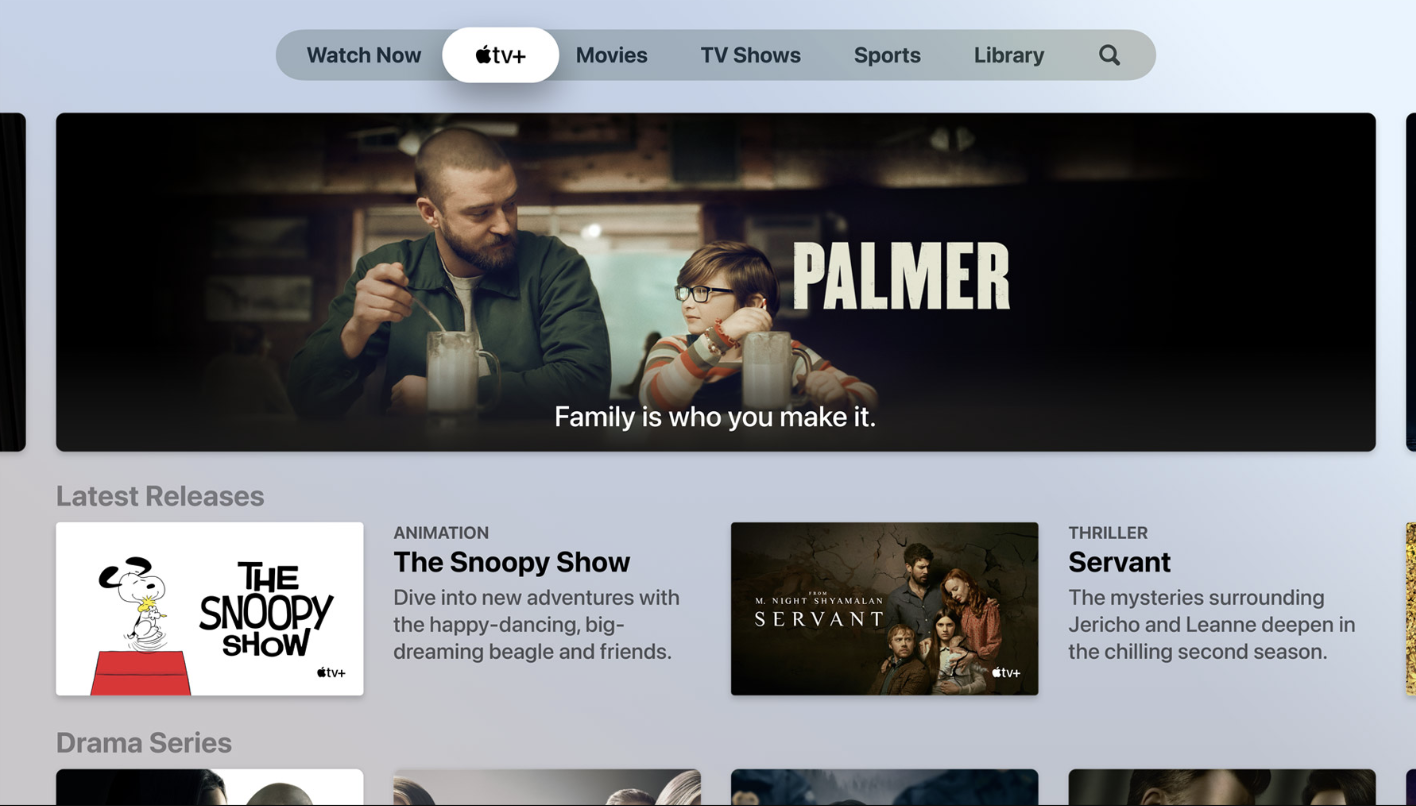 Watch Now
tv+
Movies
TV Shows
Sports
Library
PALMER
Family is who you make it.
Latest Releases
THE
SNOOPY
SHOW
tv+
ANIMATION
The Snoopy Show
Dive into new adventures with
the happy-dancing, big-
dreaming beagle and friends.
FROM
M. NIGHT SHYAMALAN
SERVANT
tv+
THRILLER
Servant
The mysteries surrounding
Jericho and Leanne deepen in
the chilling second season.
Drama Series